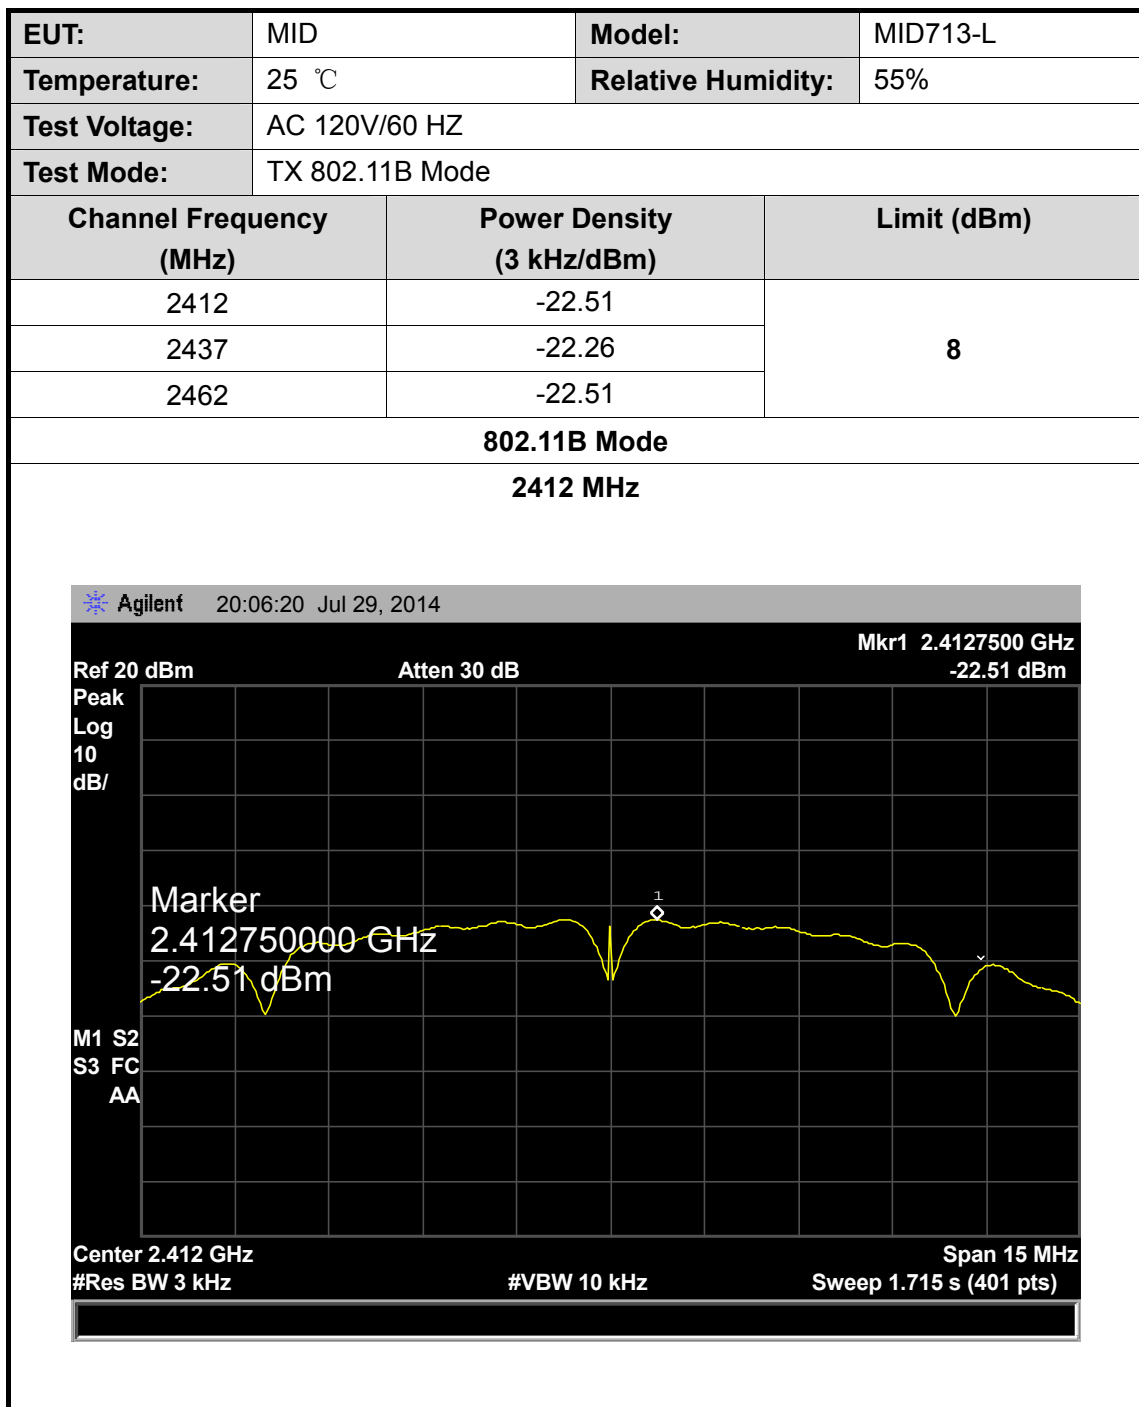 EUT: MID Model: MID713-L
Temperature: 25 ℃ Relative Humidity: 55%
Test Voltage: AC 120V/60 HZ
Test Mode: TX 802.11B Mode
Channel Frequency (MHz) Power Density (3 kHz/dBm) Limit (dBm)
2412 -22.51 8
2437 -22.26
2462 -22.51
802.11B Mode
2412 MHz
Agilent 20:06:20 Jul 29, 2014
Mkr1 2.4127500 GHz
Ref 20 dBm Atten 30 dB -22.51 dBm
Peak
Log
10
dB/
1
Marker
2.412750000 GHz
-22.51 dBm
M1 S2
S3 FC
AA
Center 2.412 GHz Span 15 MHz
#Res BW 3 kHz #VBW 10 kHz Sweep 1.715 s (401 pts)